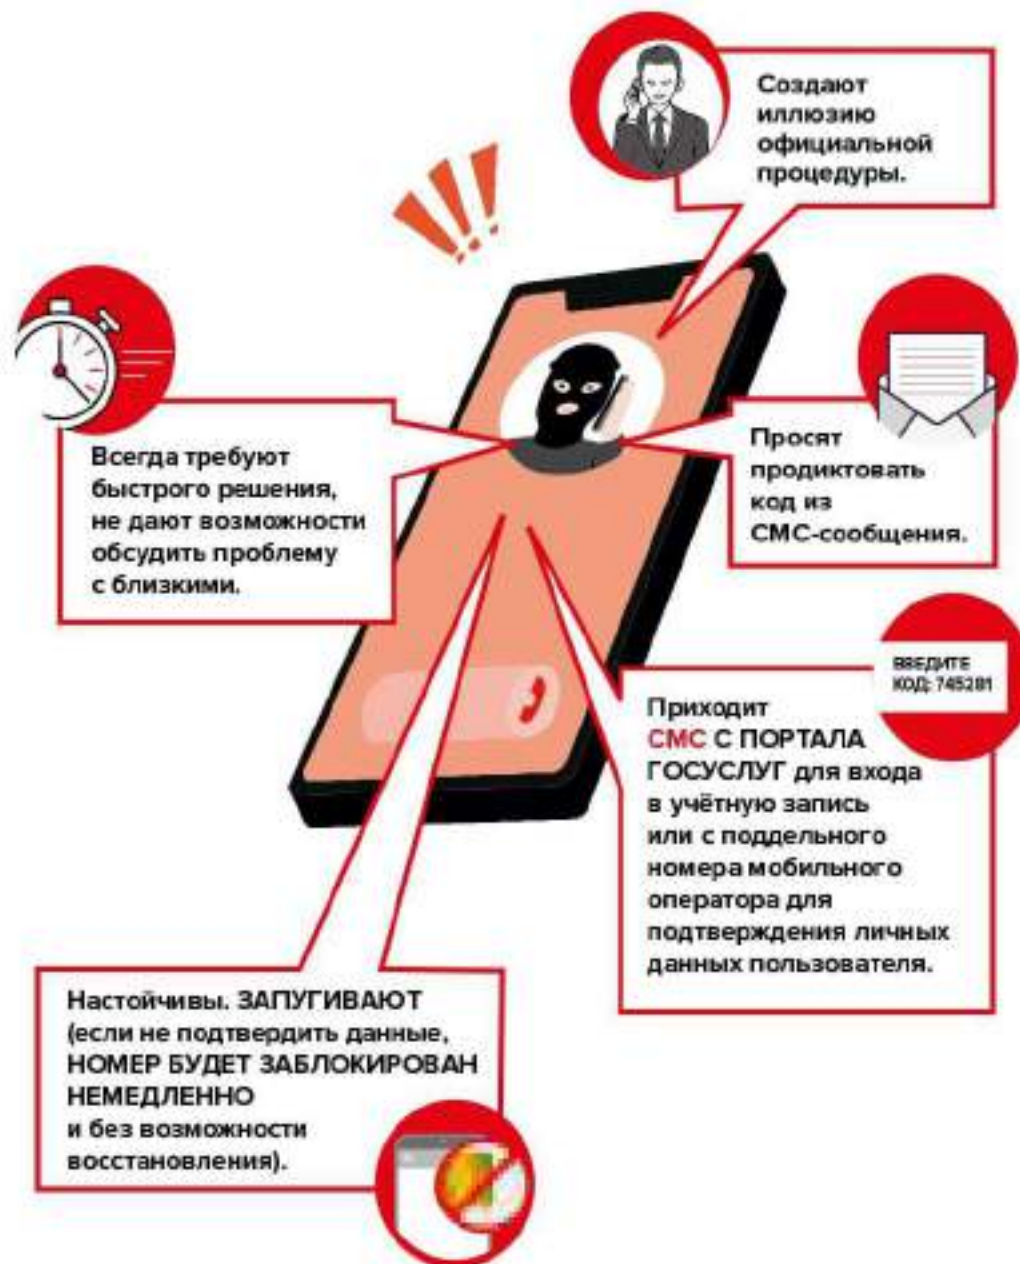 Создают
иллюзию
официальной
процедуры.
Всегда требуют
быстрого решения,
не дают возможности
обсудить проблему
с близкими.
Просят
продиктовать
код из
СМС-сообщения.
ВВЕДИТЕ
КОД: 745281
Приходит
СМС С ПОРТАЛА
ГОСУСЛУГ для входа
в учётную запись
или с поддельного
номера мобильного
оператора для
подтверждения личных
данных пользователя.
Настойчивы. ЗАПУГИВАЮТ
(если не подтвердить данные,
НОМЕР БУДЕТ ЗАБЛОКИРОВАН
НЕМЕДЛЕННО
и без возможности
восстановления).